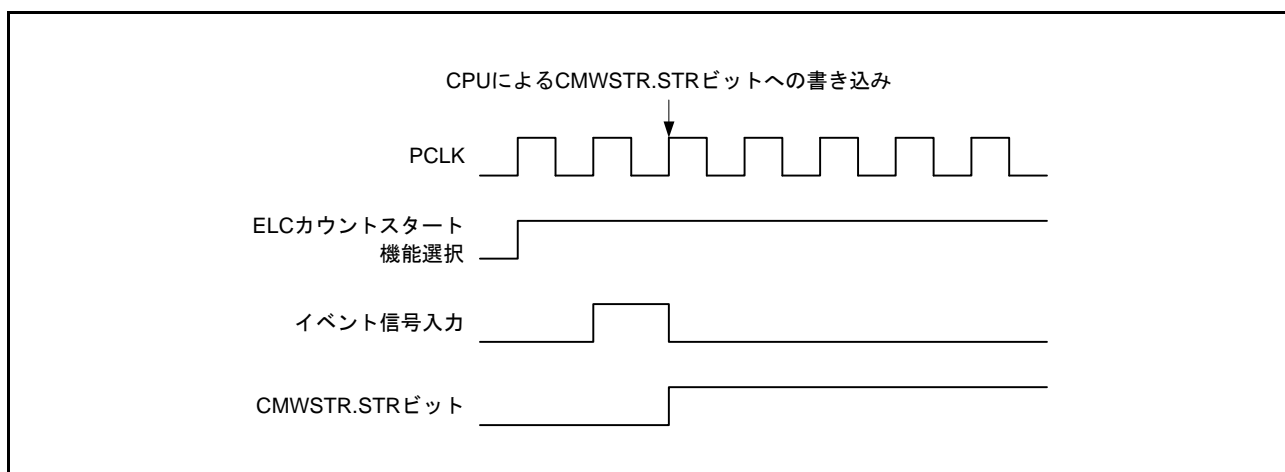 CPUによるCMWSTR.STRビットへの書き込み
PCLK
ELCカウントスタート
機能選択
イベント信号入力
CMWSTR.STRビット